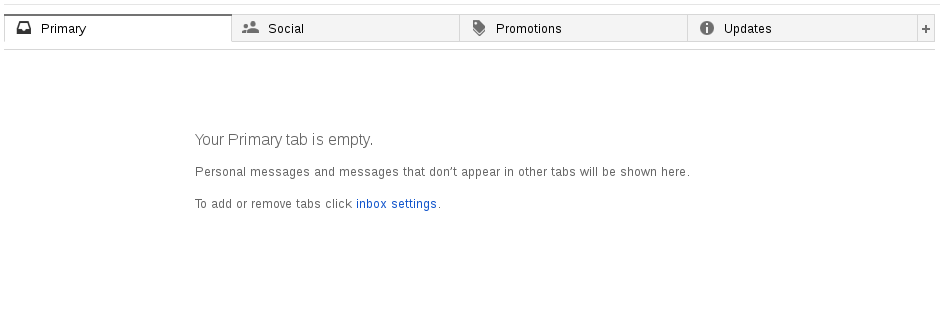 Primary Social Promotions Updates +
Your Primary tab is empty.
Personal messages and messages that don't appear in other tabs will be shown here.
To add or remove tabs click inbox settings.